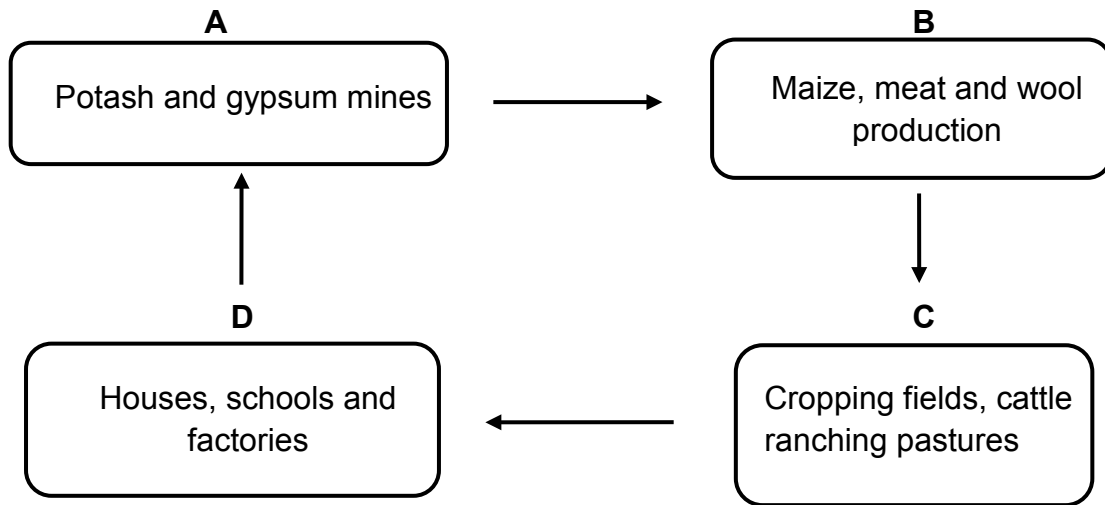 A
Potash and gypsum mines
B
Maize, meat and wool
production
D
Houses, schools and
factories
C
Cropping fields, cattle
ranching pastures